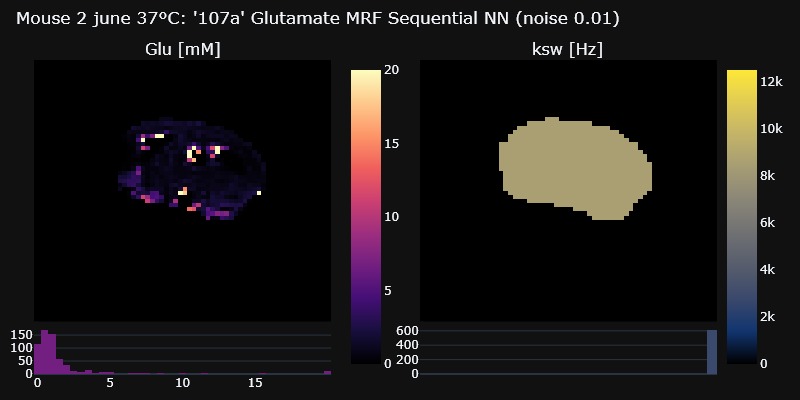 Mouse 2 june 37ºC: '107a' Glutamate MRF Sequential NN (noise 0.01)
Glu [mM]
ksw [Hz]
20
15
10
5
0
12k
10k
8k
6k
4k
2k
0
150
100
50
0
0 5 10 15
600
400
200
0